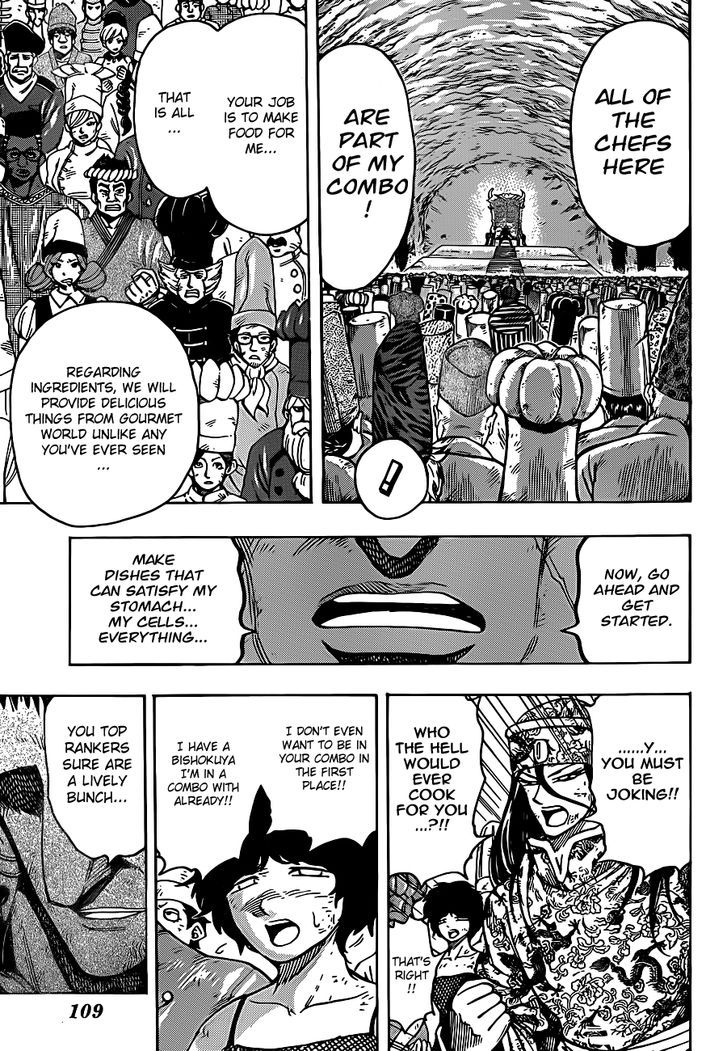 ALL OF
THE
CHEFS
HERE
ARE
PART
OF MY
COMBO
!
!
YOUR JOB
IS TO MAKE
FOOD FOR
ME...
THAT
IS ALL
...
REGARDING
INGREDIENTS, WE
WILL PROVIDE
DELICIOUS
THINGS FROM
GOURMET
WORLD UNLIKE ANY
YOU'VE EVER SEEN
...
NOW, GO
AHEAD AND
GET
STARTED.
MAKE
DISHES THAT
CAN SATISFY MY
STOMACH...
MY CELLS...
EVERYTHING...
......Y...
YOU MUST
BE
JOKING!!
WHO
THE HELL
WOULD
EVER
COOK
FOR YOU
...?!!
THAT'S
RIGHT
!!
I DON'T EVEN
WANT TO BE IN
YOUR COMBO IN
THE FIRST
PLACE!!
I HAVE A
BISHOKUYA
I'M IN A
COMBO WITH
ALREADY!!
YOU TOP
RANKERS
SURE ARE
A LIVELY
BUNCH...
109